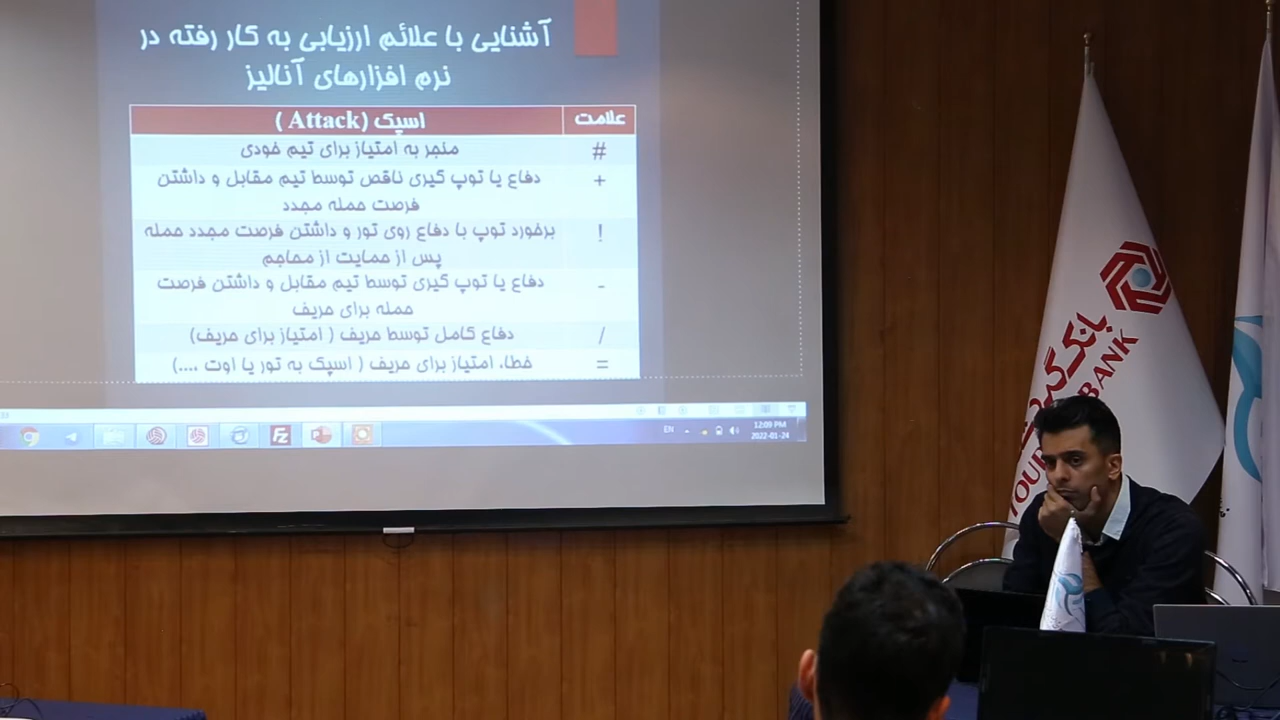 آشنایی با علائم ارزیابی به کار رفته در
نرم افزارهای آنالیز
علامت اسپک (Attack )
# منجر به امتیاز برای تیم خودی
+ دفاع یا توپ گیری ناقص توسط تیم مقابل و داشتن
فرصت حمله مجدد
! برخورد توپ با دفاع روی تور و داشتن فرصت مجدد حمله
پس از حمایت از مهاجم
- دفاع یا توپ گیری توسط تیم مقابل و داشتن فرصت
حمله برای حریف
/ دفاع کامل توسط حریف ( امتیاز برای حریف)
= خطا، امتیاز برای حریف ( اسپک به تور یا اوت ....)
EN
12:09 PM
2022-01-24
FZ
بانک
TOUR
BANK